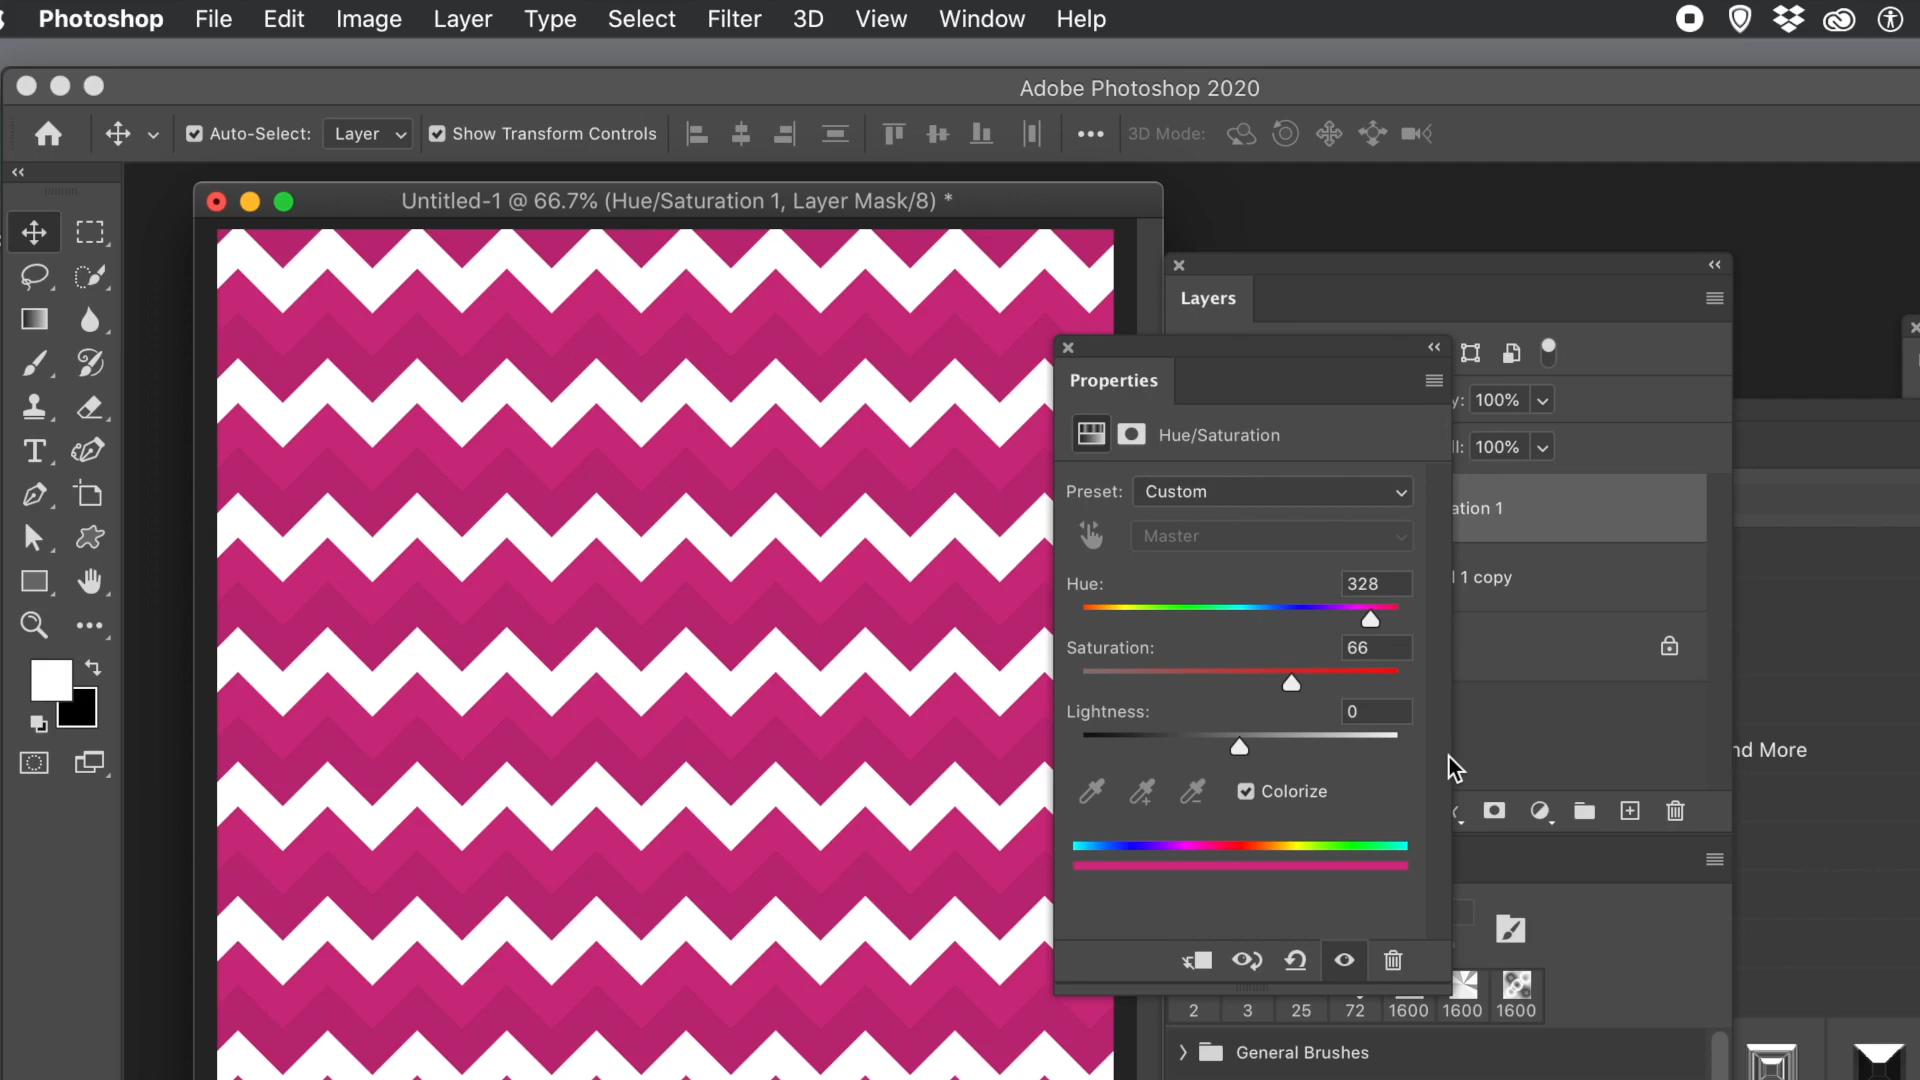 Photoshop File Edit Image Layer Type Select Filter 3D View Window Help
Adobe Photoshop 2020
Auto-Select: Layer Show Transform Controls 3D Mode:
Untitled-1 @ 66.7% (Hue/Saturation 1, Layer Mask/8) *
Layers
Properties
y: 100%
Hue/Saturation
ll: 100%
Preset: Custom
ation 1
Master
1 copy
Hue: 328
Saturation: 66
Lightness: 0
nd More
Colorize
2 3 25 72 1600 1600 1600
General Brushes
T